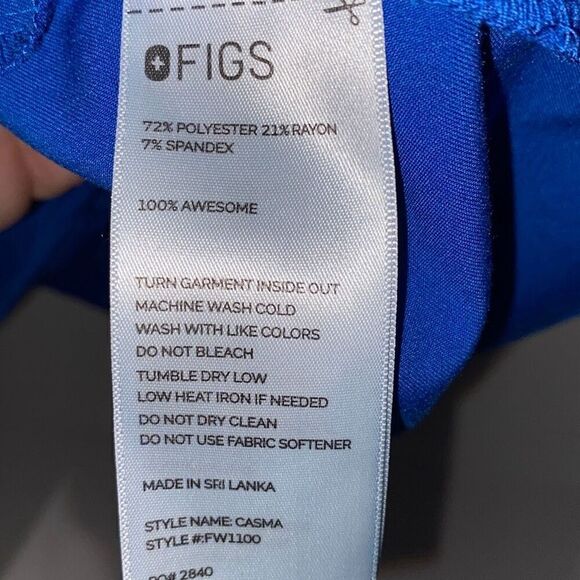 FIGS
72% POLYESTER 21% RAYON
7% SPANDEX
100% AWESOME
TURN GARMENT INSIDE OUT
MACHINE WASH COLD
WASH WITH LIKE COLORS
DO NOT BLEACH
TUMBLE DRY LOW
LOW HEAT IRON IF NEEDED
DO NOT DRY CLEAN
DO NOT USE FABRIC SOFTENER
MADE IN SRI LANKA
STYLE NAME: CASMA
STYLE #:FW1100
PO# 2840